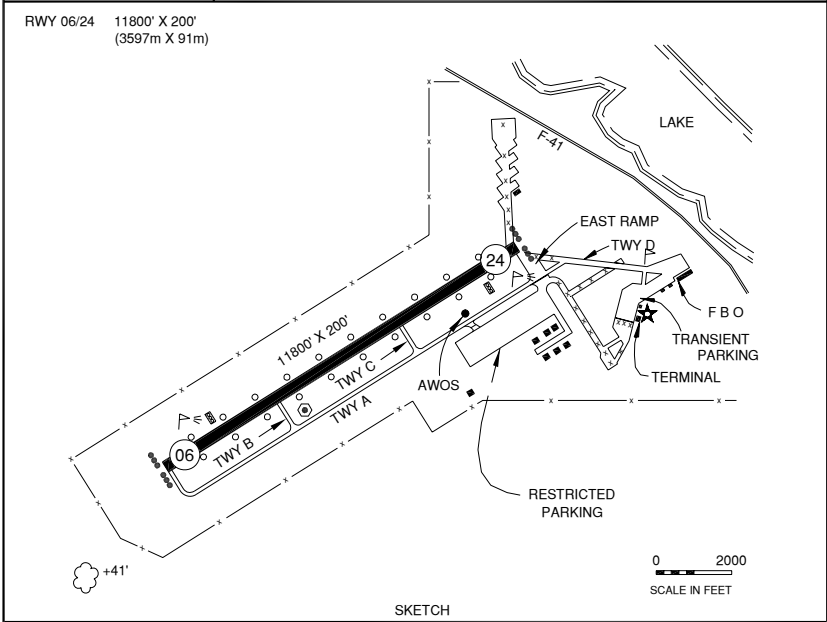 RWY 06/24 11800' X 200'
(3597m X 91m)
LAKE
F-41
EAST RAMP
TWY D
24
11800' X 200'
F B O
TRANSIENT
PARKING
TERMINAL
AWOS
TWY C
TWY A
TWY B
06
RESTRICTED
PARKING
+41'
0 2000
SCALE IN FEET
SKETCH